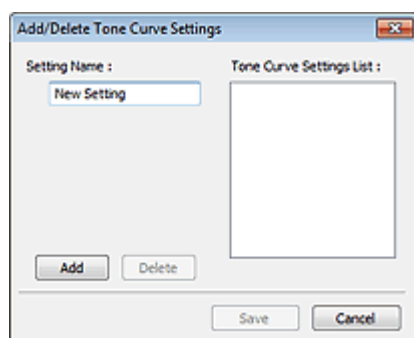 Add/Delete Tone Curve Settings
Setting Name :
Tone Curve Settings List :
New Setting
Add
Delete
Save
Cancel